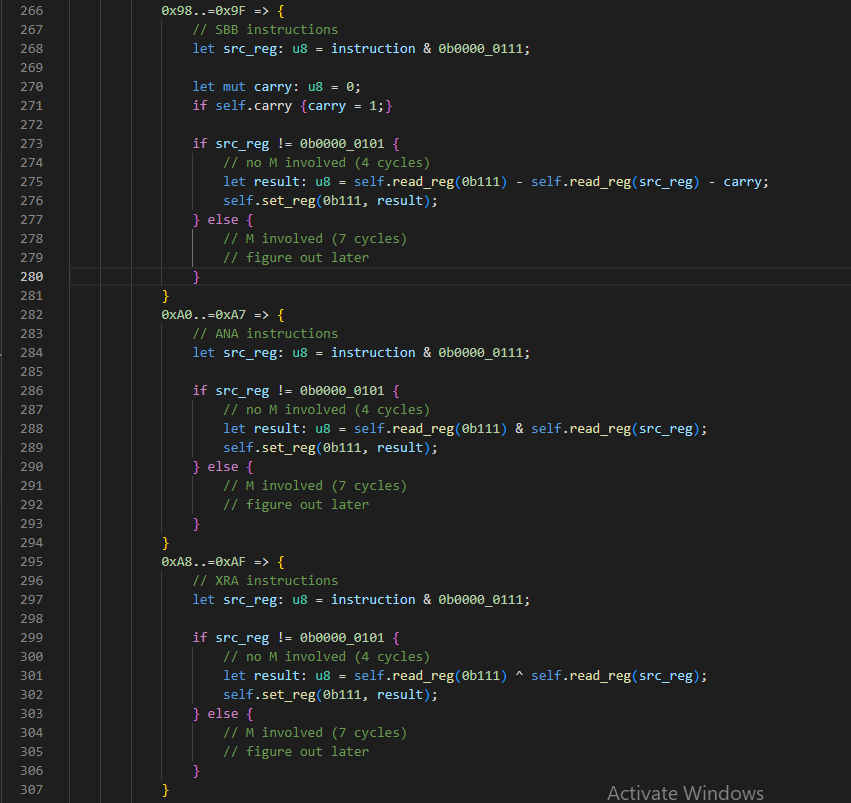 266 0x98..=0x9F => {
267 // SBB instructions
268 let src_reg: u8 = instruction & 0b0000_0111;
269
270 let mut carry: u8 = 0;
271 if self.carry {carry = 1;}
272
273 if src_reg != 0b0000_0101 {
274 // no M involved (4 cycles)
275 let result: u8 = self.read_reg(0b111) - self.read_reg(src_reg) - carry;
276 self.set_reg(0b111, result);
277 } else {
278 // M involved (7 cycles)
279 // figure out later
280 }
281 }
282 0xA0..=0xA7 => {
283 // ANA instructions
284 let src_reg: u8 = instruction & 0b0000_0111;
285
286 if src_reg != 0b0000_0101 {
287 // no M involved (4 cycles)
288 let result: u8 = self.read_reg(0b111) & self.read_reg(src_reg);
289 self.set_reg(0b111, result);
290 } else {
291 // M involved (7 cycles)
292 // figure out later
293 }
294 }
295 0xA8..=0xAF => {
296 // XRA instructions
297 let src_reg: u8 = instruction & 0b0000_0111;
298
299 if src_reg != 0b0000_0101 {
300 // no M involved (4 cycles)
301 let result: u8 = self.read_reg(0b111) ^ self.read_reg(src_reg);
302 self.set_reg(0b111, result);
303 } else {
304 // M involved (7 cycles)
305 // figure out later
306 }
307 }
Activate Windows